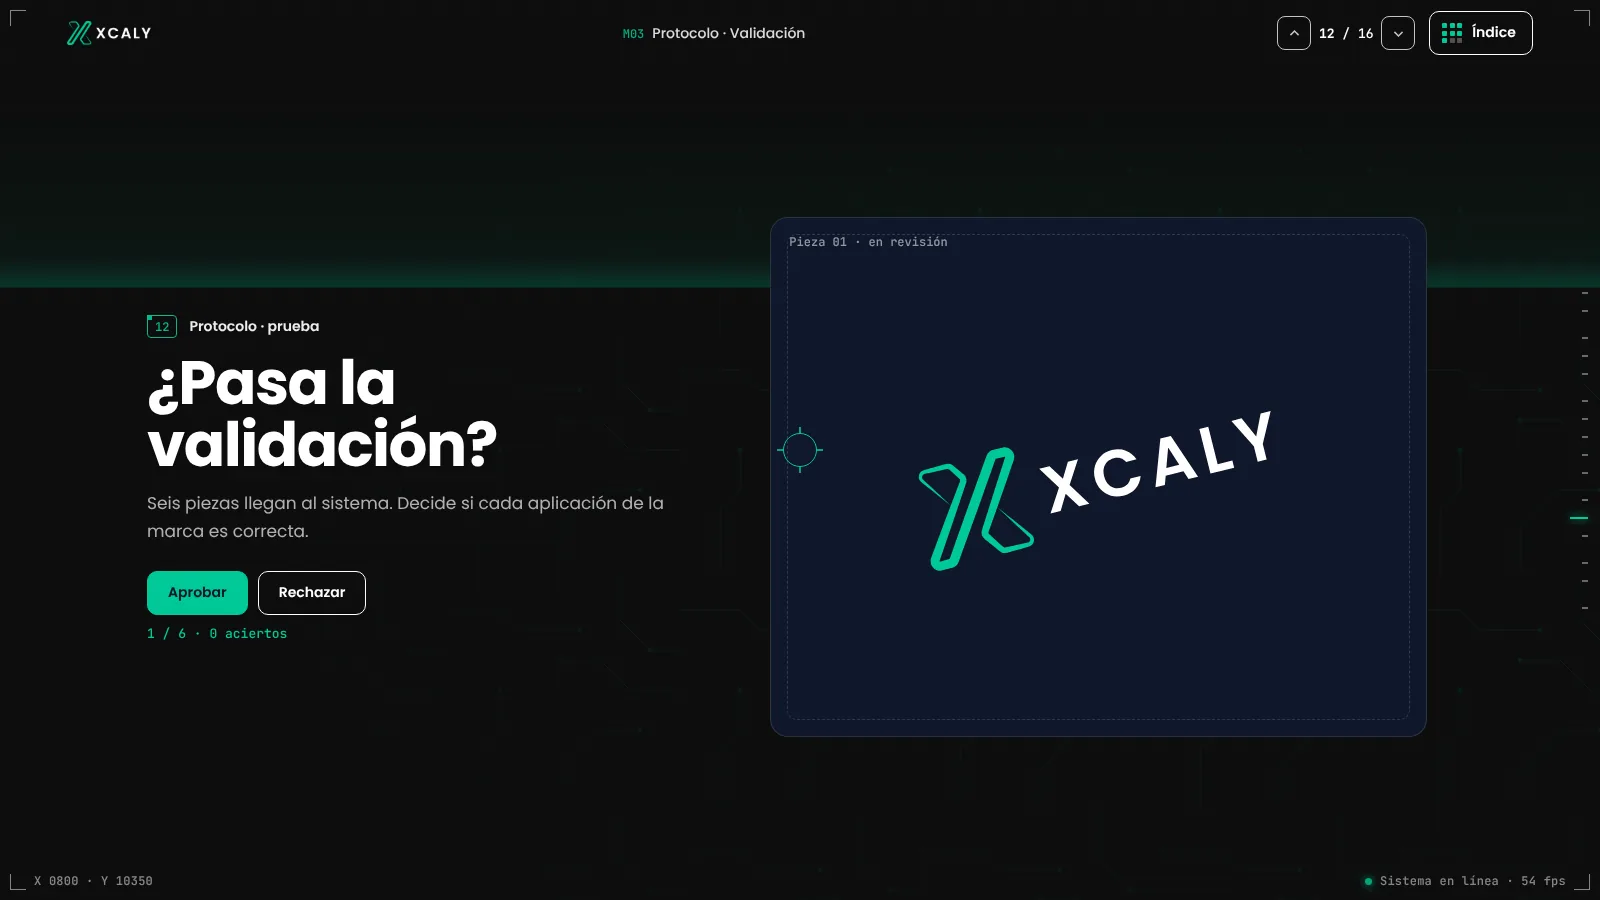 XCALY
M03 Protocolo · Validación
12 / 16
Índice
12 Protocolo · prueba
¿Pasa la
validación?
Seis piezas llegan al sistema. Decide si cada aplicación de la
marca es correcta.
Aprobar
Rechazar
1 / 6 · 0 aciertos
Pieza 01 · en revisión
XCALY
X 0800 · Y 10350
Sistema en línea · 54 fps